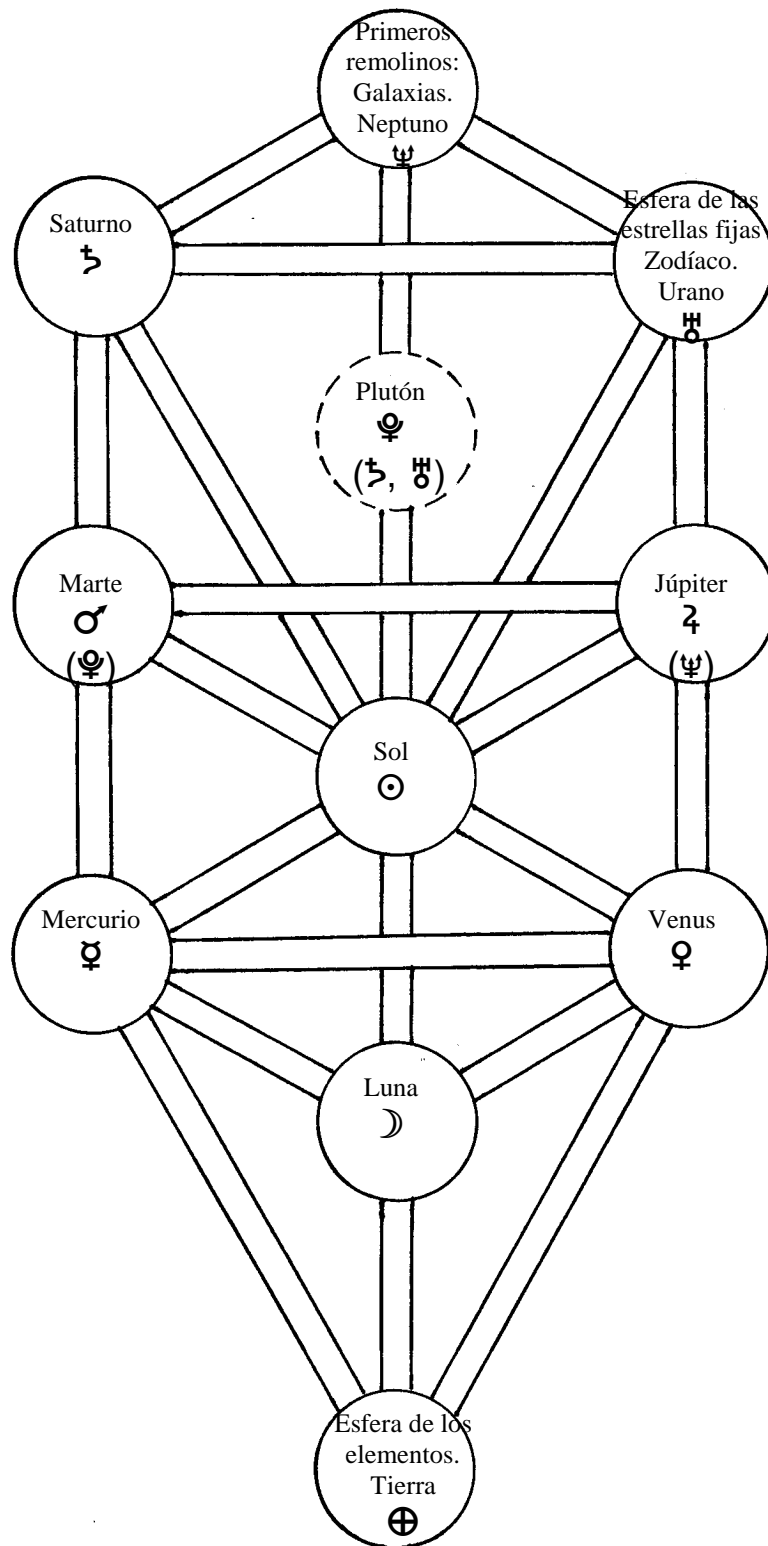 Primeros
remolinos:
Galaxias.
Neptuno
♆
Saturno
♄
Esfera de las
estrellas fijas
Zodíaco.
Urano
♅
Plutón
♇
(♄, ♅)
Marte
♂
(♇)
Júpiter
♃
(♆)
Sol
☉
Mercurio
☿
Venus
♀
Luna
☽
Esfera de los
elementos.
Tierra
⊕